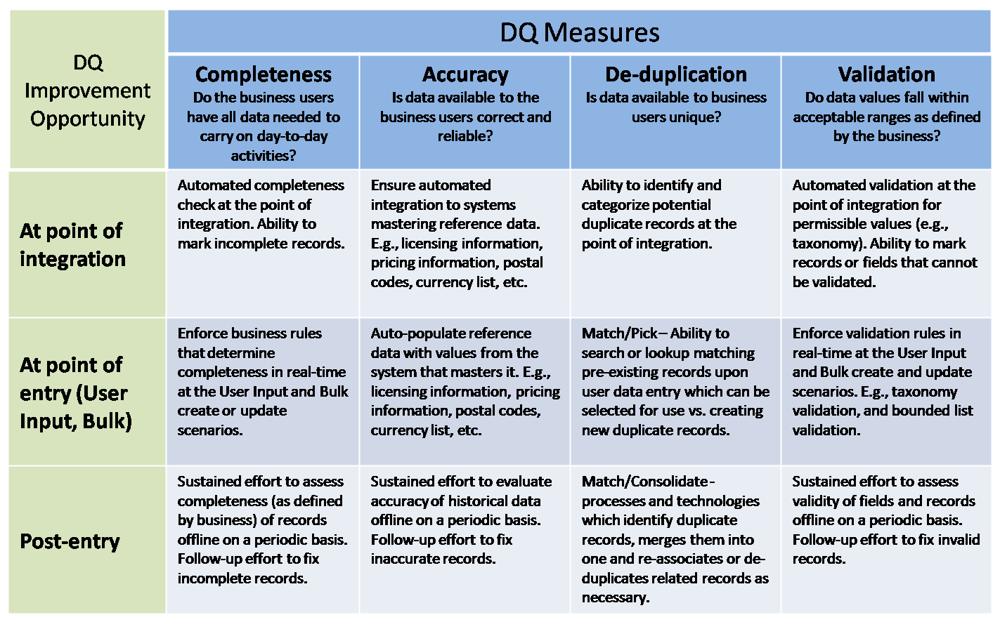 DQ
Improvement
Opportunity
DQ Measures
Completeness
Do the business users
have all data needed to
carry on day-to-day
activities?
Accuracy
Is data available to the
business users correct and
reliable?
De-duplication
Is data available to business
users unique?
Validation
Do data values fall within
acceptable ranges as defined
by the business?
At point of
integration
Automated completeness
check at the point of
integration. Ability to
mark incomplete records.
Ensure automated
integration to systems
mastering reference data.
E.g., licensing information,
pricing information, postal
codes, currency list, etc.
Ability to identify and
categorize potential
duplicate records at the
point of integration.
Automated validation at the
point of integration for
permissible values (e.g.,
taxonomy). Ability to mark
records or fields that cannot
be validated.
At point of
entry (User
Input, Bulk)
Enforce business rules
that determine
completeness in real-time
at the User Input and Bulk
create or update
scenarios.
Auto-populate reference
data with values from the
system that masters it. E.g.,
licensing information, pricing
information, postal codes,
currency list, etc.
Match/Pick – Ability to
search or lookup matching
pre-existing records upon
user data entry which can be
selected for use vs. creating
new duplicate records.
Enforce validation rules in
real-time at the User Input
and Bulk create and update
scenarios. E.g., taxonomy
validation, and bounded list
validation.
Post-entry
Sustained effort to assess
completeness (as defined
by business) of records
offline on a periodic basis.
Follow-up effort to fix
incomplete records.
Sustained effort to evaluate
accuracy of historical data
offline on a periodic basis.
Follow-up effort to fix
inaccurate records.
Match/Consolidate -
processes and technologies
which identify duplicate
records, merges them into
one and re-associates or de-
duplicates related records as
necessary.
Sustained effort to assess
validity of fields and records
offline on a periodic basis.
Follow-up effort to fix invalid
records.